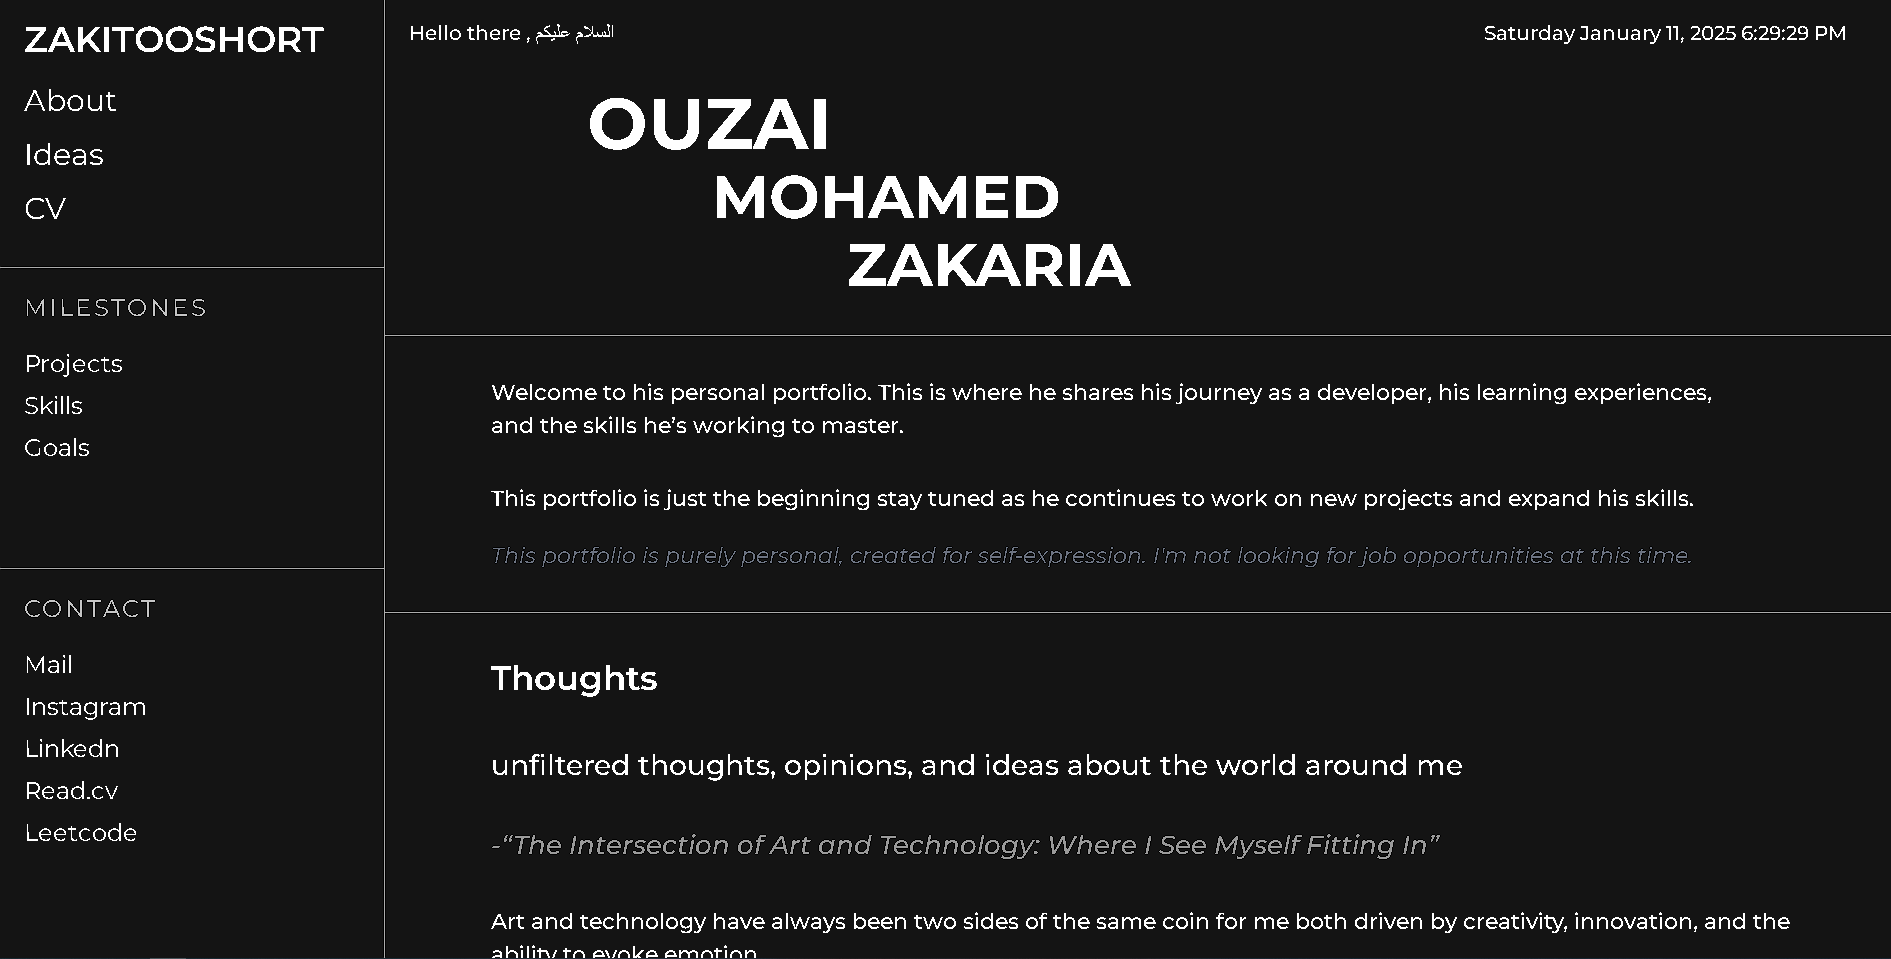 ZAKITOOSHORT
About
Ideas
CV
MILESTONES
Projects
Skills
Goals
CONTACT
Mail
Instagram
Linkedn
Read.cv
Leetcode
Hello there , السلام عليكم
Saturday January 11, 2025 6:29:29 PM
OUZAI
MOHAMED
ZAKARIA
Welcome to his personal portfolio. This is where he shares his journey as a developer, his learning experiences,
and the skills he’s working to master.
This portfolio is just the beginning stay tuned as he continues to work on new projects and expand his skills.
This portfolio is purely personal, created for self-expression. I'm not looking for job opportunities at this time.
Thoughts
unfiltered thoughts, opinions, and ideas about the world around me
-“The Intersection of Art and Technology: Where I See Myself Fitting In”
Art and technology have always been two sides of the same coin for me both driven by creativity, innovation, and the
ability to evoke emotion.